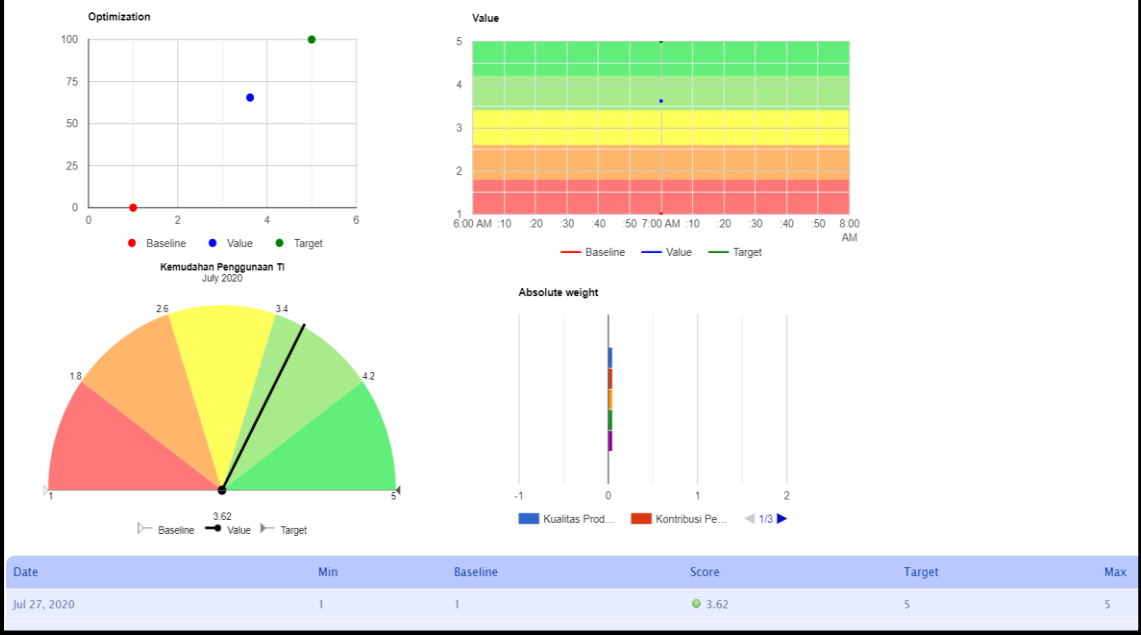 Optimization
100
75
50
25
0
0 2 4 6
Baseline Value Target
Value
5
4
3
2
1
6:00 AM :10 :20 :30 :40 :50 7:00 AM :10 :20 :30 :40 :50 8:00 AM
Baseline Value Target
Kemudahan Penggunaan TI
July 2020
2.6 3.4
1.8 4.2
1 5
3.62
Baseline Value Target
Absolute weight
-1 0 1 2
Kualitas Prod... Kontribusi Pe... 1/3
Date Min Baseline Score Target Max
Jul 27, 2020 1 1 3.62 5 5